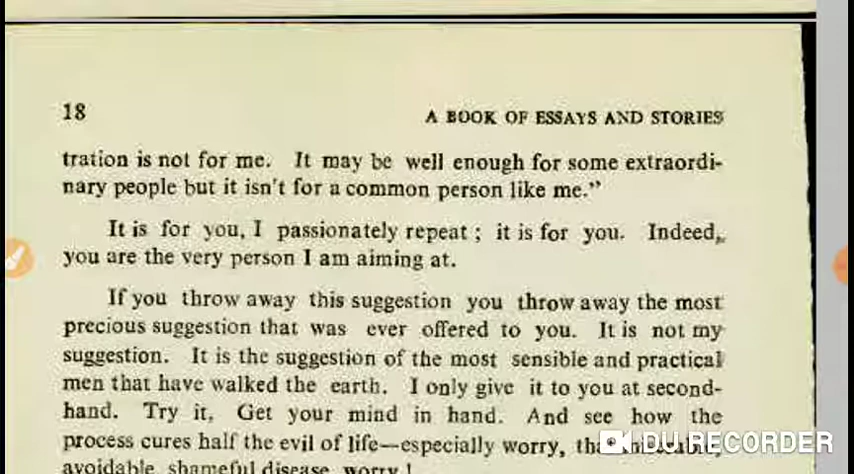 18
A BOOK OF ESSAYS AND STORIES
tration is not for me. It may be well enough for some extraordi-
nary people but it isn't for a common person like me."
It is for you, I passionately repeat ; it is for you. Indeed,
you are the very person I am aiming at.
If you throw away this suggestion you throw away the most
precious suggestion that was ever offered to you. It is not my
suggestion. It is the suggestion of the most sensible and practical
men that have walked the earth. I only give it to you at second-
hand. Try it. Get your mind in hand. And see how the
process cures half the evil of life—especially worry,
avoidable, shameful disease worry !
DU RECORDER